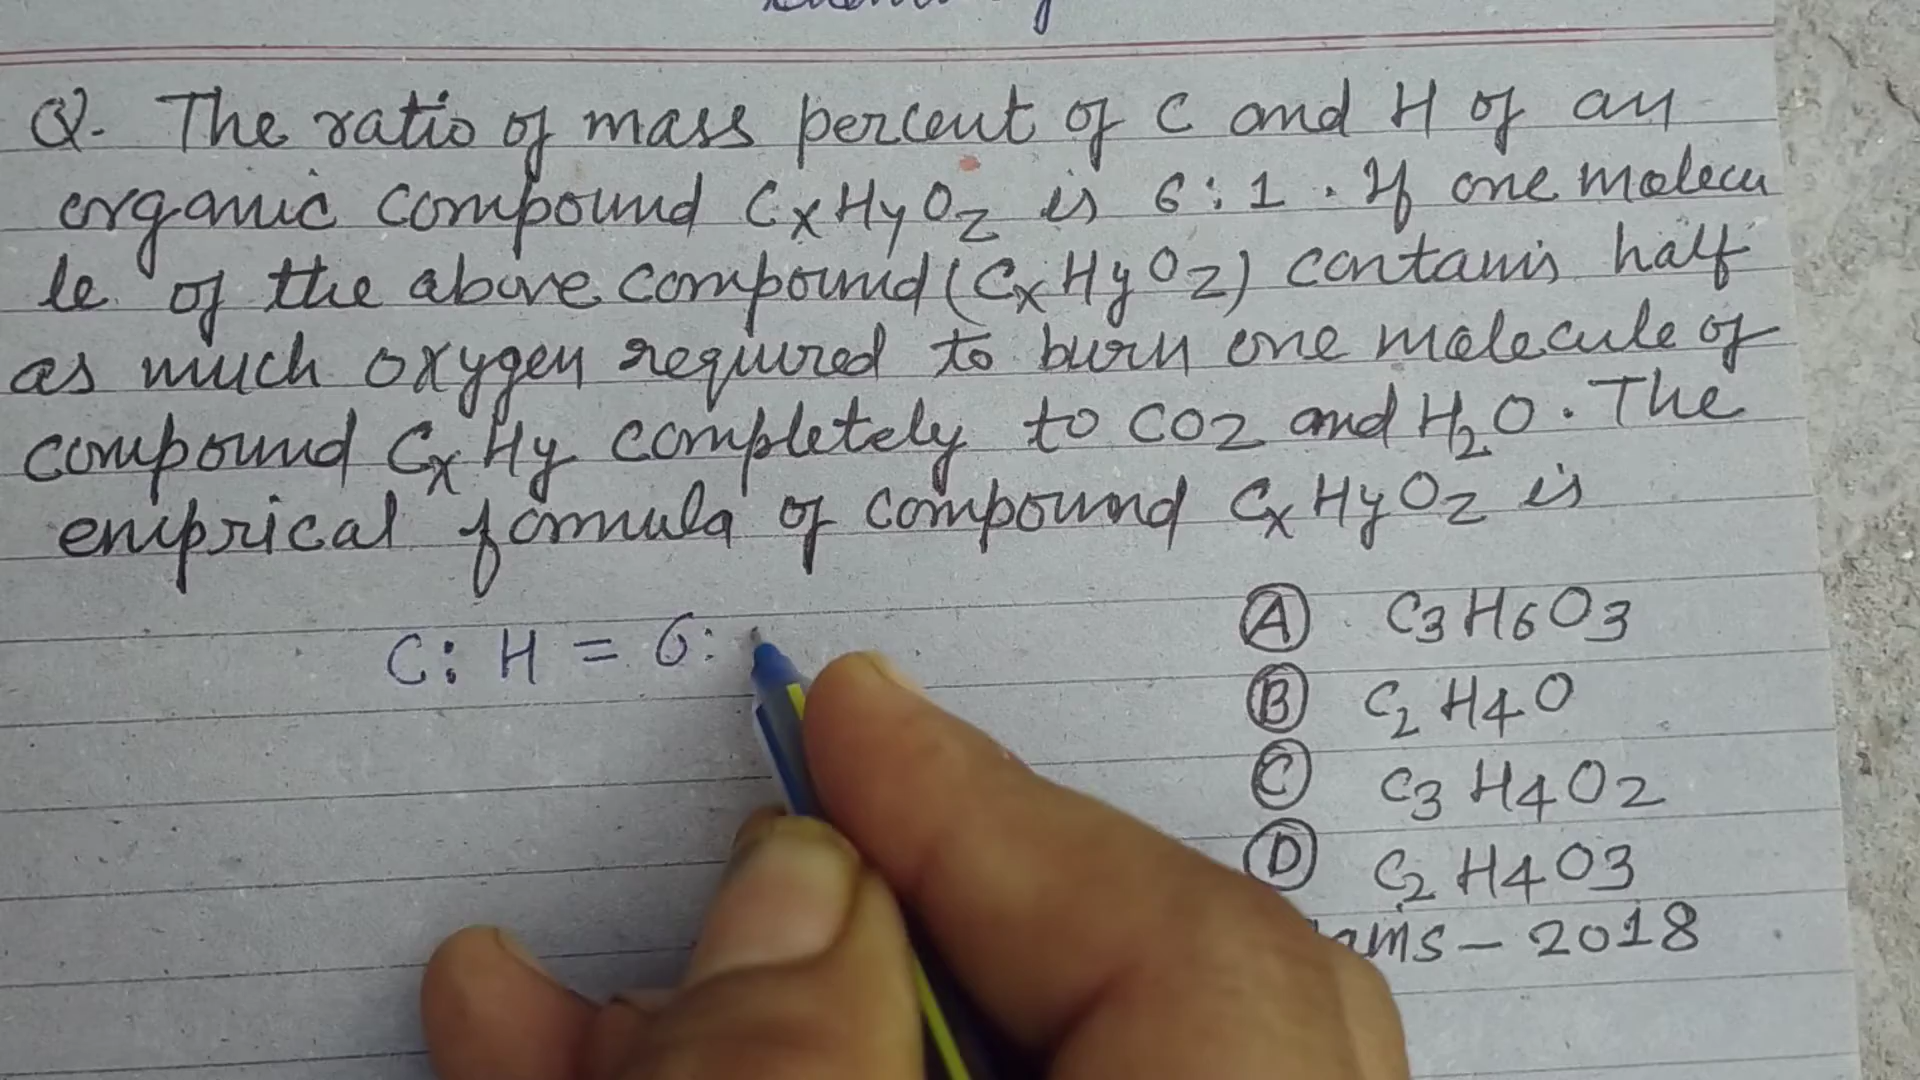 Q. The ratio of mass percent of C and H of an
organic compound CxHyOz is 6:1. If one molecu
le of the above compound (CxHyOz) contains half
as much oxygen required to burn one molecule of
compound CxHy completely to CO2 and H2O. The
emprical formula of compound CxHyOz is
C: H = 6:
Ⓐ C3H6O3
Ⓑ C2H4O
Ⓒ C3H4O2
Ⓓ C2H4O3
- 2018